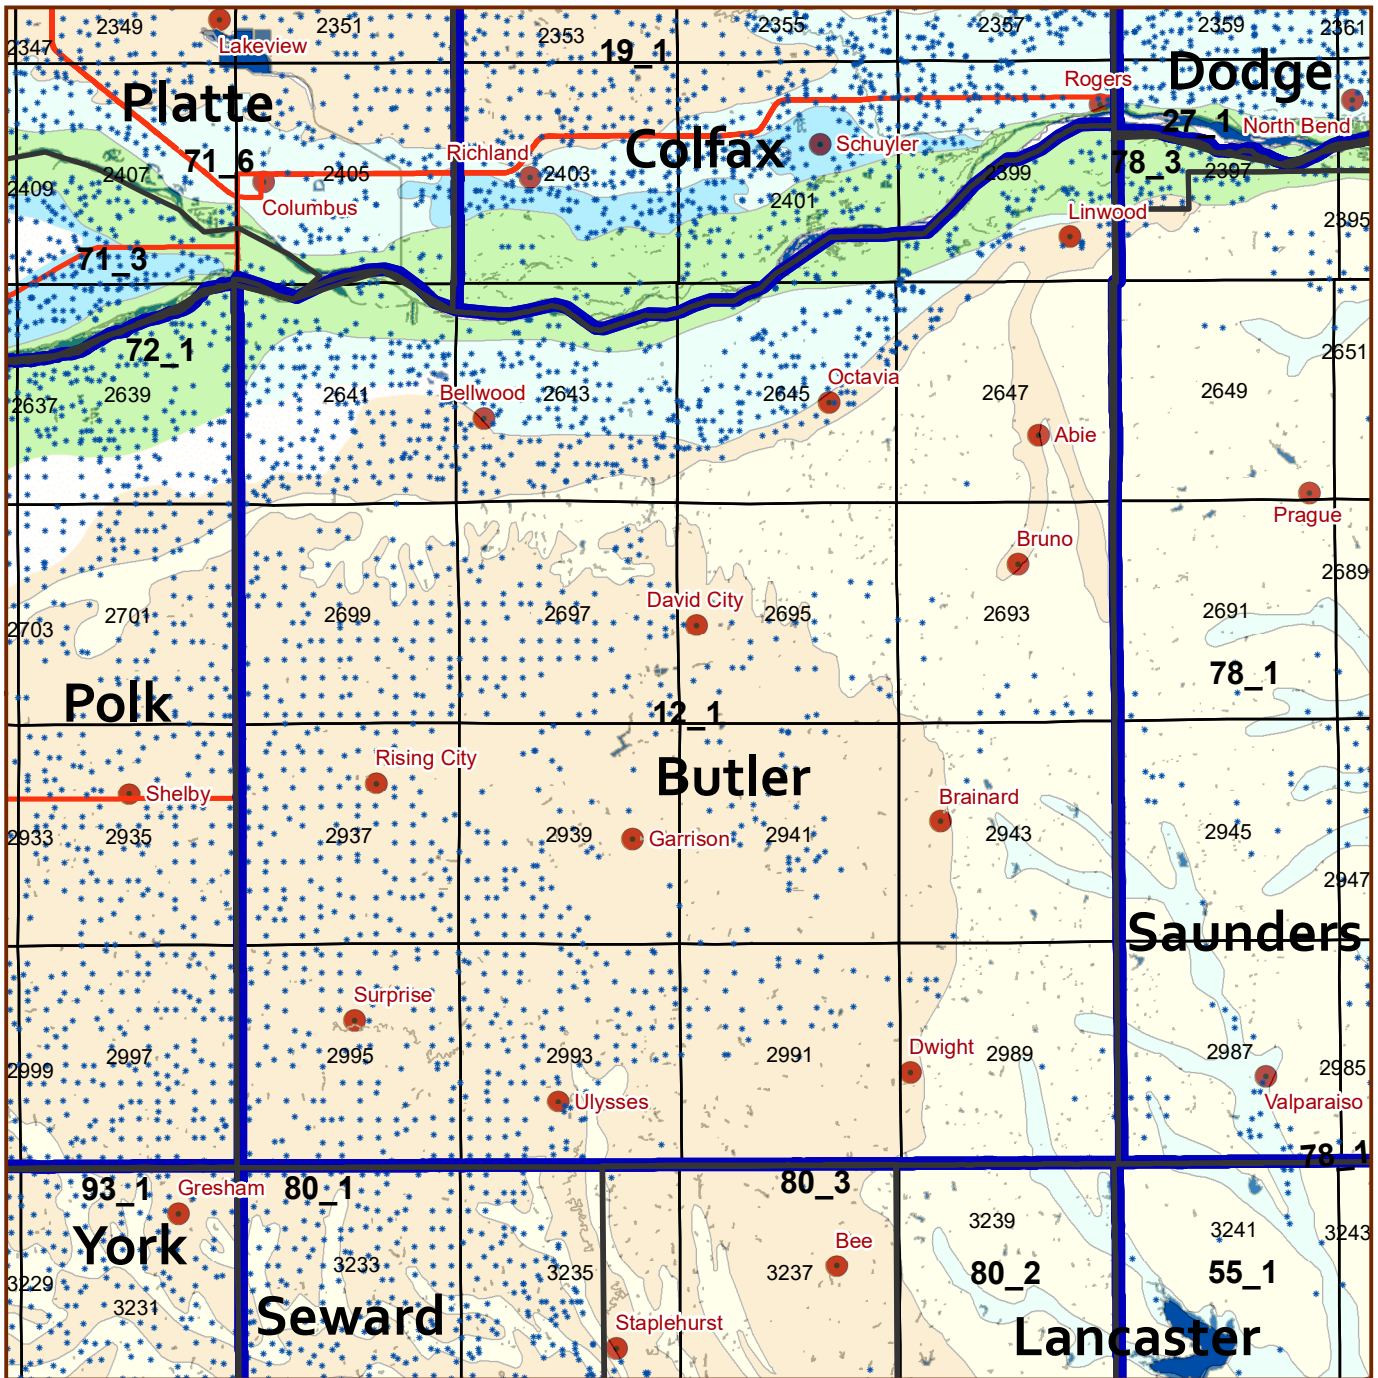 2349
2351
2353
19_1
2355
2357
2359
2361
2347
Lakeview
Dodge
Rogers
Platte
27_1
North Bend
Colfax
Schuyler
Richland
71_6
78_3
2407
2405
2403
2399
2397
2409
Columbus
2401
Linwood
2395
71_3
72_1
2651
2637
2639
2641
Bellwood
2643
2645
Octavia
2647
2649
Abie
Prague
Bruno
2689
David City
2703
2701
2699
2697
2695
2693
2691
78_1
Polk
12_1
Rising City
Butler
Shelby
Brainard
2933
2935
2937
2939
Garrison
2941
2943
2945
2947
Saunders
Surprise
2999
2997
2995
2993
2991
Dwight
2989
2987
2985
Ulysses
Valparaiso
78_1
93_1
Gresham
80_1
80_3
York
3239
3241
3243
Bee
3229
3233
3235
3237
80_2
55_1
3231
Seward
Staplehurst
Lancaster